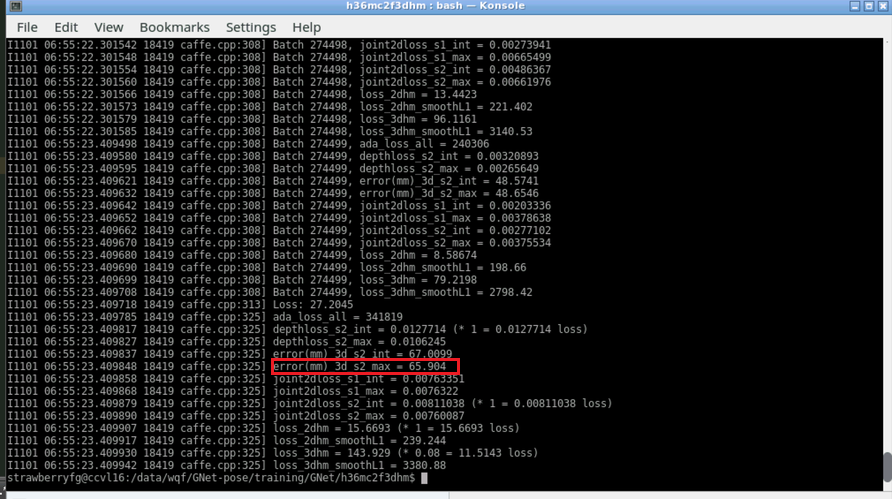 h36mc2f3dhm : bash — Konsole
File Edit View Bookmarks Settings Help
I1101 06:55:22.301542 18419 caffe.cpp:308] Batch 274498, joint2dloss_s1_int = 0.00273941
I1101 06:55:22.301548 18419 caffe.cpp:308] Batch 274498, joint2dloss_s1_max = 0.00665499
I1101 06:55:22.301554 18419 caffe.cpp:308] Batch 274498, joint2dloss_s2_int = 0.00486367
I1101 06:55:22.301560 18419 caffe.cpp:308] Batch 274498, joint2dloss_s2_max = 0.00661976
I1101 06:55:22.301566 18419 caffe.cpp:308] Batch 274498, loss_2dhm = 13.4423
I1101 06:55:22.301573 18419 caffe.cpp:308] Batch 274498, loss_2dhm_smoothL1 = 221.402
I1101 06:55:22.301579 18419 caffe.cpp:308] Batch 274498, loss_3dhm = 96.1161
I1101 06:55:22.301585 18419 caffe.cpp:308] Batch 274498, loss_3dhm_smoothL1 = 3140.53
I1101 06:55:23.409498 18419 caffe.cpp:308] Batch 274499, ada_loss_all = 240306
I1101 06:55:23.409580 18419 caffe.cpp:308] Batch 274499, depthloss_s2_int = 0.00320893
I1101 06:55:23.409595 18419 caffe.cpp:308] Batch 274499, depthloss_s2_max = 0.00265649
I1101 06:55:23.409621 18419 caffe.cpp:308] Batch 274499, error(mm)_3d_s2_int = 48.5741
I1101 06:55:23.409632 18419 caffe.cpp:308] Batch 274499, error(mm)_3d_s2_max = 48.6546
I1101 06:55:23.409642 18419 caffe.cpp:308] Batch 274499, joint2dloss_s1_int = 0.00203336
I1101 06:55:23.409652 18419 caffe.cpp:308] Batch 274499, joint2dloss_s1_max = 0.00378638
I1101 06:55:23.409662 18419 caffe.cpp:308] Batch 274499, joint2dloss_s2_int = 0.00277102
I1101 06:55:23.409670 18419 caffe.cpp:308] Batch 274499, joint2dloss_s2_max = 0.00375534
I1101 06:55:23.409680 18419 caffe.cpp:308] Batch 274499, loss_2dhm = 8.58674
I1101 06:55:23.409690 18419 caffe.cpp:308] Batch 274499, loss_2dhm_smoothL1 = 198.66
I1101 06:55:23.409699 18419 caffe.cpp:308] Batch 274499, loss_3dhm = 79.2198
I1101 06:55:23.409708 18419 caffe.cpp:308] Batch 274499, loss_3dhm_smoothL1 = 2798.42
I1101 06:55:23.409718 18419 caffe.cpp:313] Loss: 27.2045
I1101 06:55:23.409785 18419 caffe.cpp:325] ada_loss_all = 341819
I1101 06:55:23.409817 18419 caffe.cpp:325] depthloss_s2_int = 0.0127714 (* 1 = 0.0127714 loss)
I1101 06:55:23.409827 18419 caffe.cpp:325] depthloss_s2_max = 0.0106245
I1101 06:55:23.409837 18419 caffe.cpp:325] error(mm)_3d_s2_int = 67.0099
I1101 06:55:23.409848 18419 caffe.cpp:325] error(mm)_3d_s2_max = 65.904
I1101 06:55:23.409858 18419 caffe.cpp:325] joint2dloss_s1_int = 0.00763351
I1101 06:55:23.409868 18419 caffe.cpp:325] joint2dloss_s1_max = 0.0076322
I1101 06:55:23.409879 18419 caffe.cpp:325] joint2dloss_s2_int = 0.00811038 (* 1 = 0.00811038 loss)
I1101 06:55:23.409890 18419 caffe.cpp:325] joint2dloss_s2_max = 0.00760087
I1101 06:55:23.409907 18419 caffe.cpp:325] loss_2dhm = 15.6693 (* 1 = 15.6693 loss)
I1101 06:55:23.409917 18419 caffe.cpp:325] loss_2dhm_smoothL1 = 239.244
I1101 06:55:23.409930 18419 caffe.cpp:325] loss_3dhm = 143.929 (* 0.08 = 11.5143 loss)
I1101 06:55:23.409942 18419 caffe.cpp:325] loss_3dhm_smoothL1 = 3380.88
strawberryfg@ccvl16:/data/wqf/GNet-pose/training/GNet/h36mc2f3dhm$